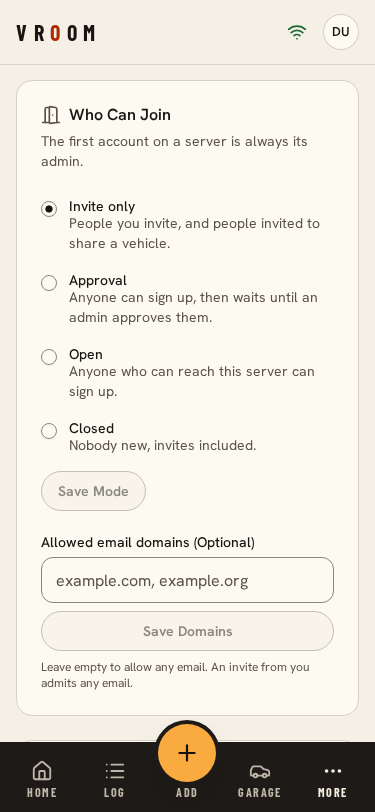 VROOM
DU
Who Can Join
The first account on a server is always its
admin.
Invite only
People you invite, and people invited to
share a vehicle.
Approval
Anyone can sign up, then waits until an
admin approves them.
Open
Anyone who can reach this server can
sign up.
Closed
Nobody new, invites included.
Save Mode
Allowed email domains (Optional)
example.com, example.org
Save Domains
Leave empty to allow any email. An invite from you
admits any email.
HOME
LOG
ADD
GARAGE
MORE